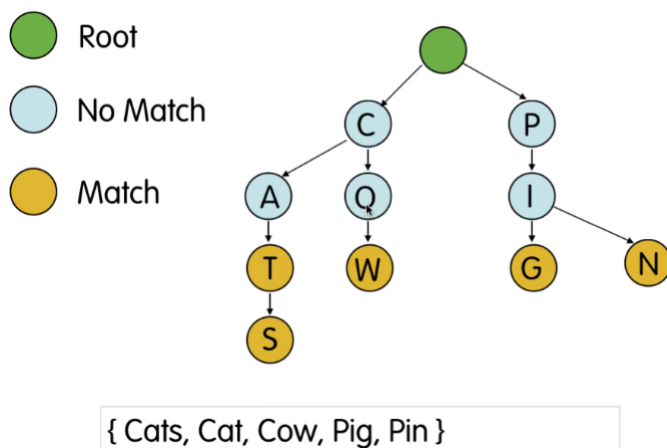 Root
No Match
Match
C
P
A
O
I
T
W
G
N
S
{ Cats, Cat, Cow, Pig, Pin }